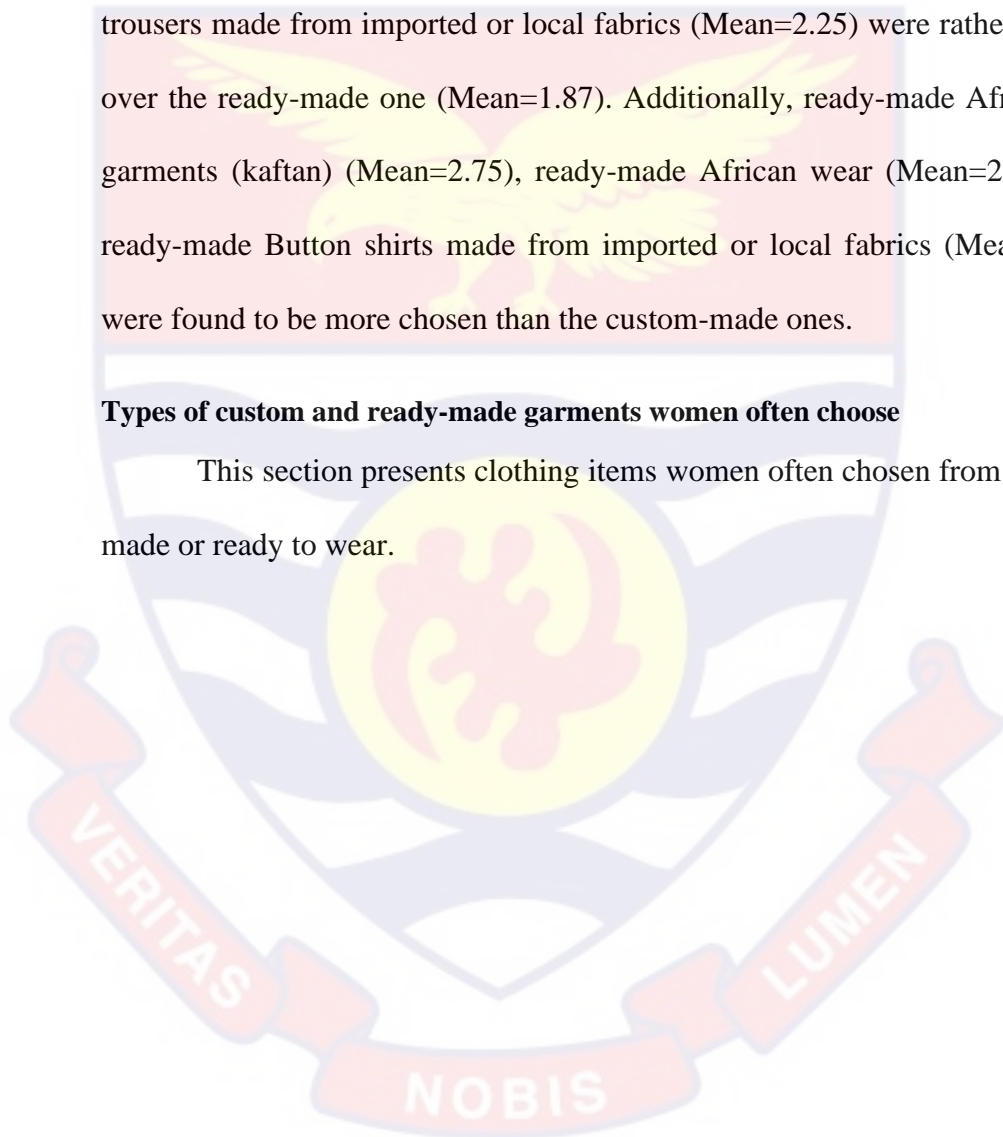 trousers made from imported or local fabrics (Mean=2.25) were rathe
over the ready-made one (Mean=1.87). Additionally, ready-made Afr
garments (kaftan) (Mean=2.75), ready-made African wear (Mean=2
ready-made Button shirts made from imported or local fabrics (Mea
were found to be more chosen than the custom-made ones.
Types of custom and ready-made garments women often choose
This section presents clothing items women often chosen from
made or ready to wear.
VERITAS
NOBIS
LUMEN